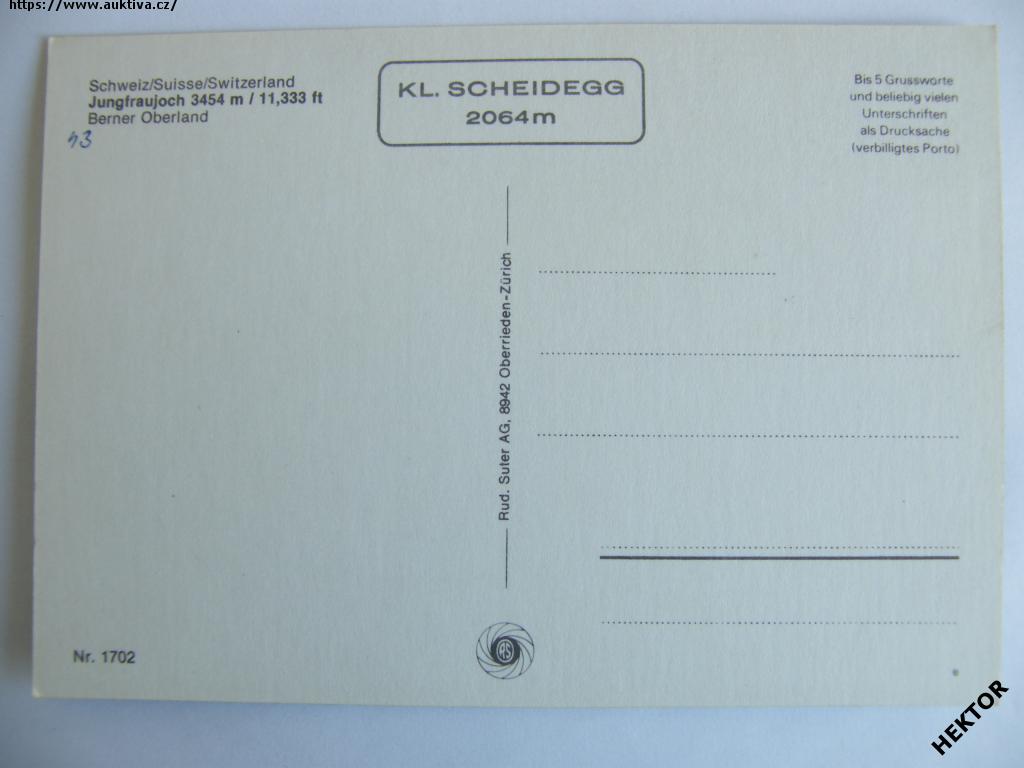 https://www.auktiva.cz/
Schweiz/Suisse/Switzerland
Jungfraujoch 3454 m / 11,333 ft
Berner Oberland
43
KL. SCHEIDEGG
2064m
Bis 5 Grussworte
und beliebig vielen
Unterschriften
als Drucksache
(verbilligtes Porto)
Rud. Suter AG, 8942 Oberrieden-Zürich
RS
Nr. 1702
HEKTOR